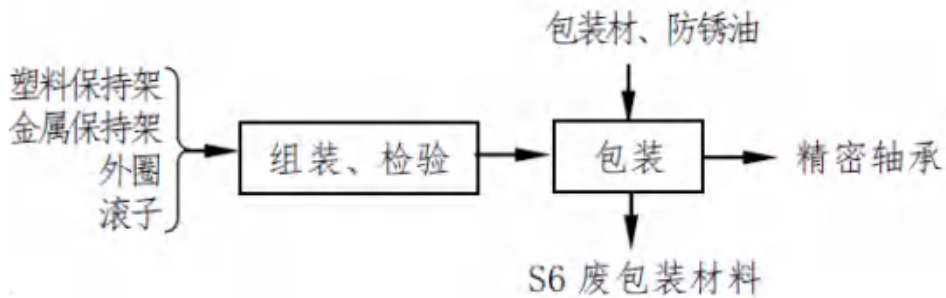 包装材、防锈油
塑料保持架
金属保持架
外圈
滚子
组装、检验
包装
精密轴承
S6 废包装材料